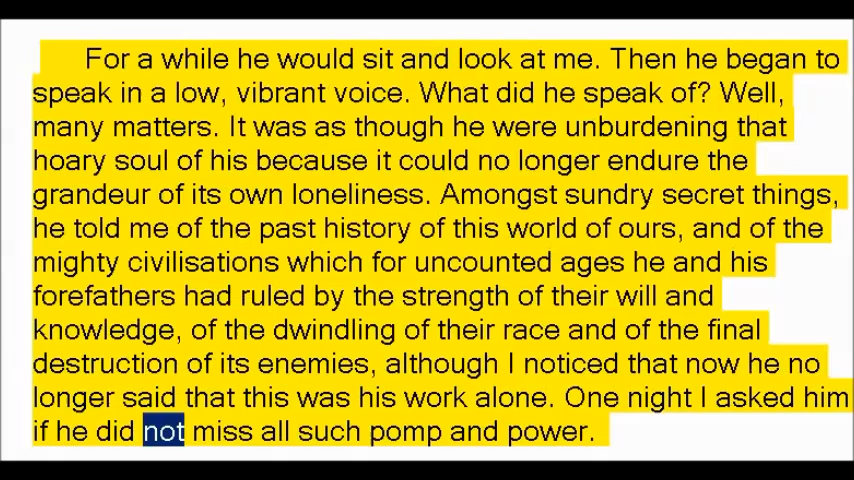 For a while he would sit and look at me. Then he began to
speak in a low, vibrant voice. What did he speak of? Well,
many matters. It was as though he were unburdening that
hoary soul of his because it could no longer endure the
grandeur of its own loneliness. Amongst sundry secret things,
he told me of the past history of this world of ours, and of the
mighty civilisations which for uncounted ages he and his
forefathers had ruled by the strength of their will and
knowledge, of the dwindling of their race and of the final
destruction of its enemies, although I noticed that now he no
longer said that this was his work alone. One night I asked him
if he did not miss all such pomp and power.